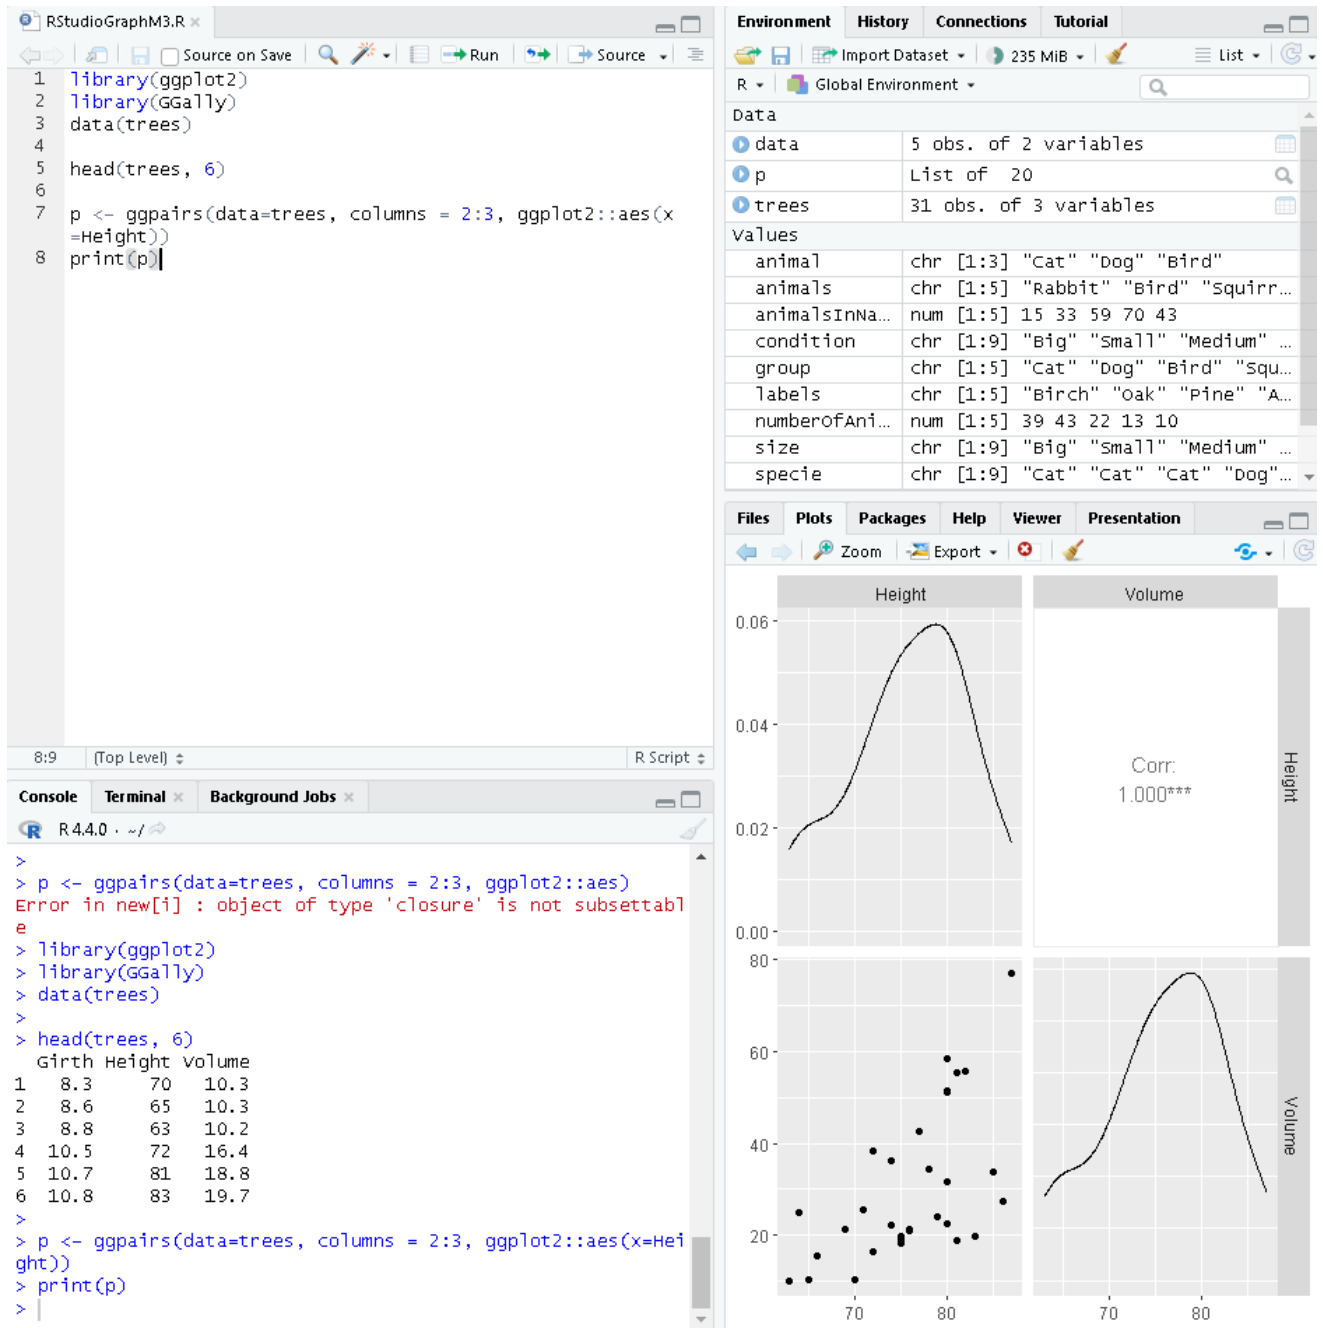 RStudioGraphM3.R
Source on Save Run Source
1 library(ggplot2)
2 library(GGally)
3 data(trees)
4
5 head(trees, 6)
6
7 p <- ggpairs(data=trees, columns = 2:3, ggplot2::aes(x
=Height))
8 print(p)
8:9 (Top Level) R Script
Console Terminal Background Jobs
R 4.4.0 · ~/
>
> p <- ggpairs(data=trees, columns = 2:3, ggplot2::aes)
Error in new[i] : object of type 'closure' is not subsettabl
e
> library(ggplot2)
> library(GGally)
> data(trees)
>
> head(trees, 6)
Girth Height Volume
1 8.3 70 10.3
2 8.6 65 10.3
3 8.8 63 10.2
4 10.5 72 16.4
5 10.7 81 18.8
6 10.8 83 19.7
>
> p <- ggpairs(data=trees, columns = 2:3, ggplot2::aes(x=Hei
ght))
> print(p)
>
Environment History Connections Tutorial
Import Dataset 235 MiB List
R Global Environment
Data
data 5 obs. of 2 variables
p List of 20
trees 31 obs. of 3 variables
Values
animal chr [1:3] "Cat" "Dog" "Bird"
animals chr [1:5] "Rabbit" "Bird" "Squirr...
animalsInNa... num [1:5] 15 33 59 70 43
condition chr [1:9] "Big" "Small" "Medium" ...
group chr [1:5] "Cat" "Dog" "Bird" "Squ...
labels chr [1:5] "Birch" "Oak" "Pine" "A...
numberOfAni... num [1:5] 39 43 22 13 10
size chr [1:9] "Big" "Small" "Medium" ...
specie chr [1:9] "Cat" "Cat" "Cat" "Dog"...
Files Plots Packages Help Viewer Presentation
Zoom Export
Height Volume
0.06
0.04
0.02
0.00
Corr:
1.000***
Height
80
60
40
20
Volume
70 80 70 80